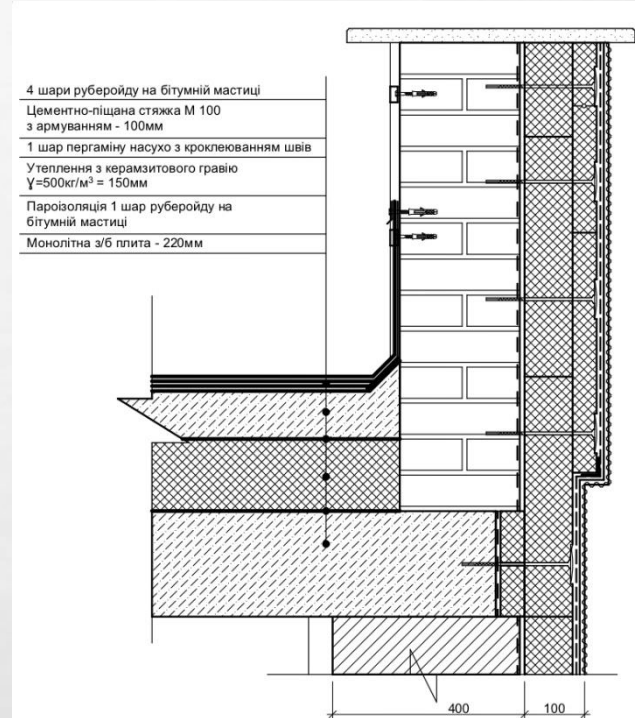 4 шари руберойду на бітумній мастиці
Цементно-піщана стяжка М 100
з армуванням - 100мм
1 шар пергаміну насухо з кроклеюванням швів
Утеплення з керамзитового гравію
Ɣ=500кг/м³ = 150мм
Пароізоляція 1 шар руберойду на
бітумній мастиці
Монолітна з/б плита - 220мм
400
100